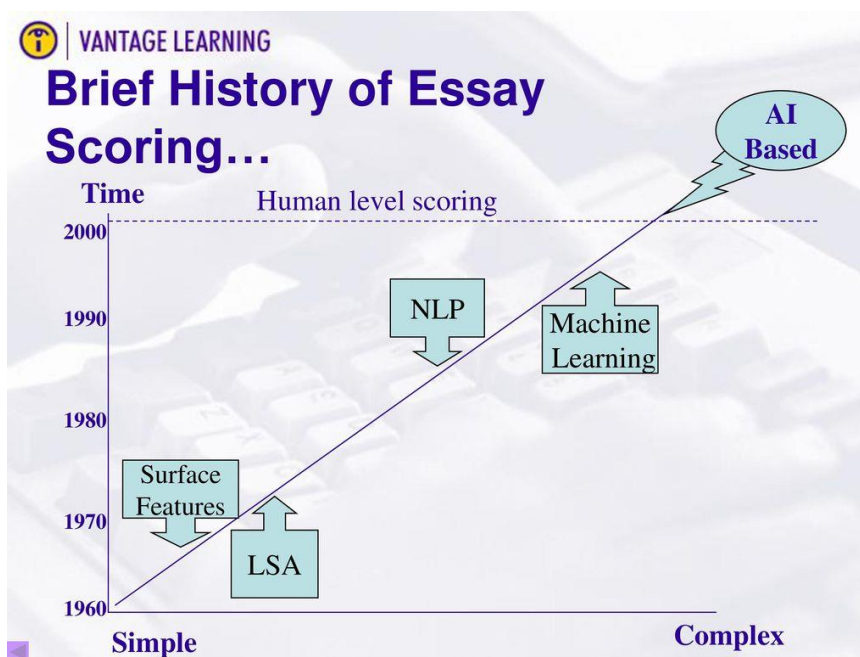 VANTAGE LEARNING
Brief History of Essay
Scoring…
AI
Based
Time
Human level scoring
2000
NLP
1990
Machine
Learning
1980
Surface
Features
1970
LSA
1960
Simple
Complex